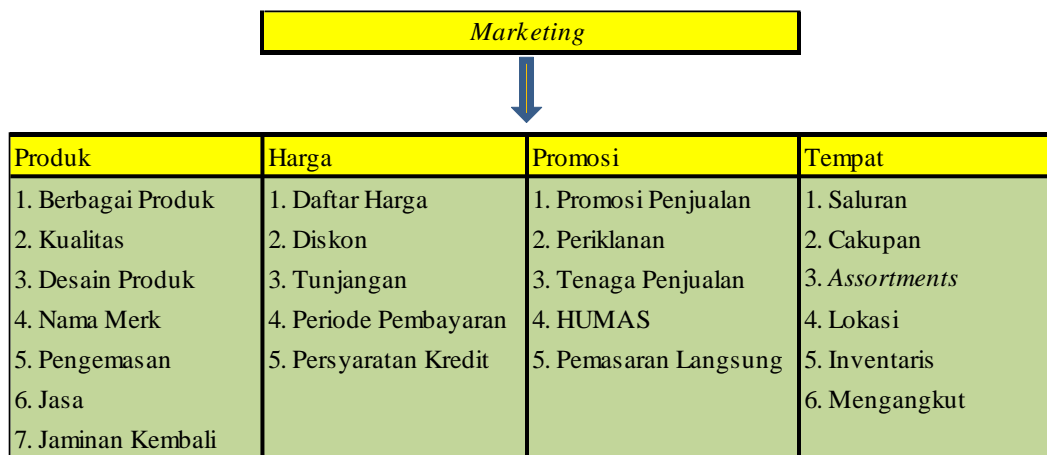 Marketing
Produk Harga Promosi Tempat
1. Berbagai Produk 1. Daftar Harga 1. Promosi Penjualan 1. Saluran
2. Kualitas 2. Diskon 2. Periklanan 2. Cakupan
3. Desain Produk 3. Tunjangan 3. Tenaga Penjualan 3. Assortments
4. Nama Merk 4. Periode Pembayaran 4. HUMAS 4. Lokasi
5. Pengemasan 5. Persyaratan Kredit 5. Pemasaran Langsung 5. Inventaris
6. Jasa 6. Mengangkut
7. Jaminan Kembali